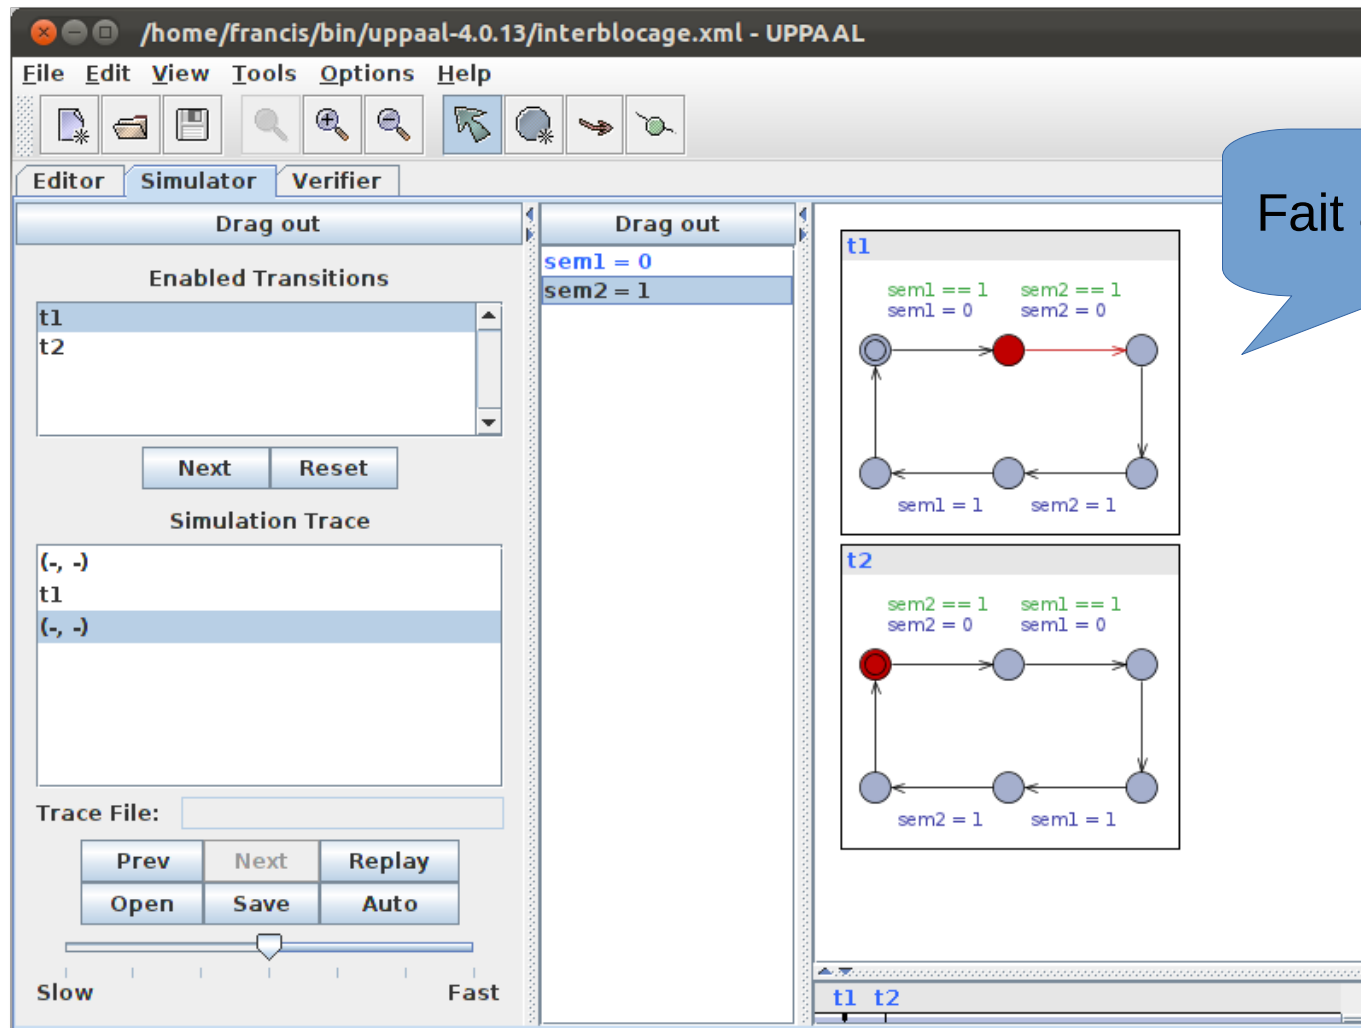 /home/francis/bin/uppaal-4.0.13/interblocage.xml - UPPAAL
File Edit View Tools Options Help
Editor Simulator Verifier
Drag out
Enabled Transitions
t1
t2
Next Reset
Simulation Trace
(-, -)
t1
(-, -)
Trace File:
Prev Next Replay
Open Save Auto
Slow Fast
Drag out
sem1 = 0
sem2 = 1
t1
sem1 == 1 sem2 == 1
sem1 = 0 sem2 = 0
sem1 = 1 sem2 = 1
t2
sem2 == 1 sem1 == 1
sem2 = 0 sem1 = 0
sem2 = 1 sem1 = 1
t1 t2
Fait